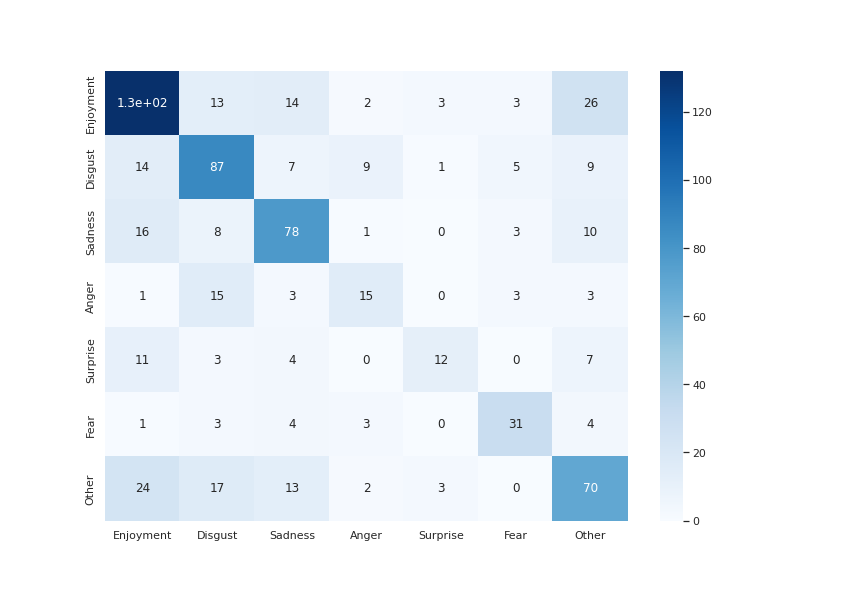 Enjoyment 1.3e+02 13 14 2 3 3 26
Disgust 14 87 7 9 1 5 9
Sadness 16 8 78 1 0 3 10
Anger 1 15 3 15 0 3 3
Surprise 11 3 4 0 12 0 7
Fear 1 3 4 3 0 31 4
Other 24 17 13 2 3 0 70
Enjoyment Disgust Sadness Anger Surprise Fear Other
120
100
80
60
40
20
0